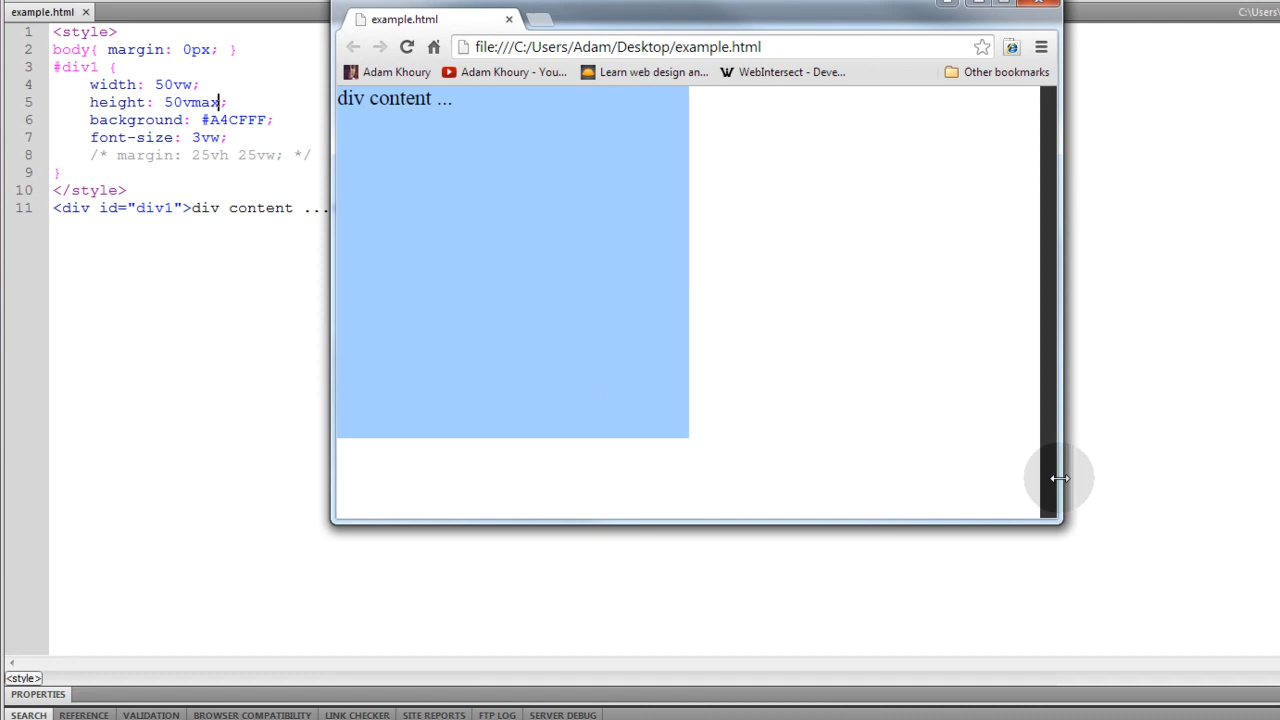 example.html
C:\Users\
1 <style>
2 body{ margin: 0px; }
3 #div1 {
4 width: 50vw;
5 height: 50vmax;
6 background: #A4CFFF;
7 font-size: 3vw;
8 /* margin: 25vh 25vw; */
9 }
10 </style>
11 <div id="div1">div content ...
example.html
file:///C:/Users/Adam/Desktop/example.html
Adam Khoury Adam Khoury - You... Learn web design an... WebIntersect - Deve... Other bookmarks
div content ...
<style>
PROPERTIES
SEARCH REFERENCE VALIDATION BROWSER COMPATIBILITY LINK CHECKER SITE REPORTS FTP LOG SERVER DEBUG